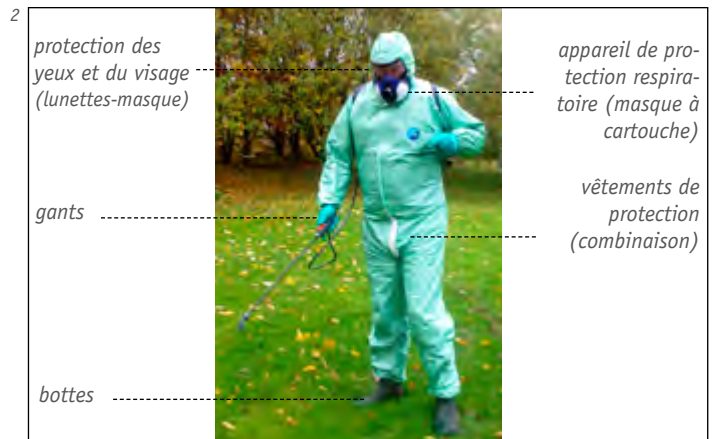 2
protection des
yeux et du visage
(lunettes-masque)
appareil de pro-
tection respira-
toire (masque à
cartouche)
gants
vêtements de
protection
(combinaison)
bottes